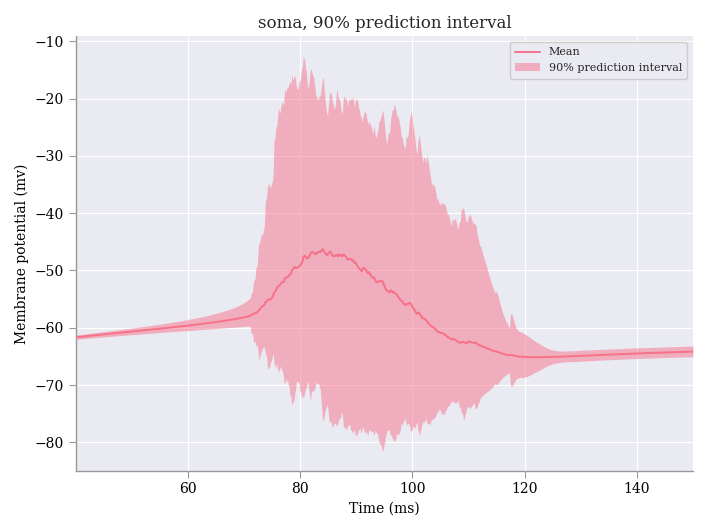 soma, 90% prediction interval
Mean
90% prediction interval
Membrane potential (mv)
−10
−20
−30
−40
−50
−60
−70
−80
60 80 100 120 140
Time (ms)